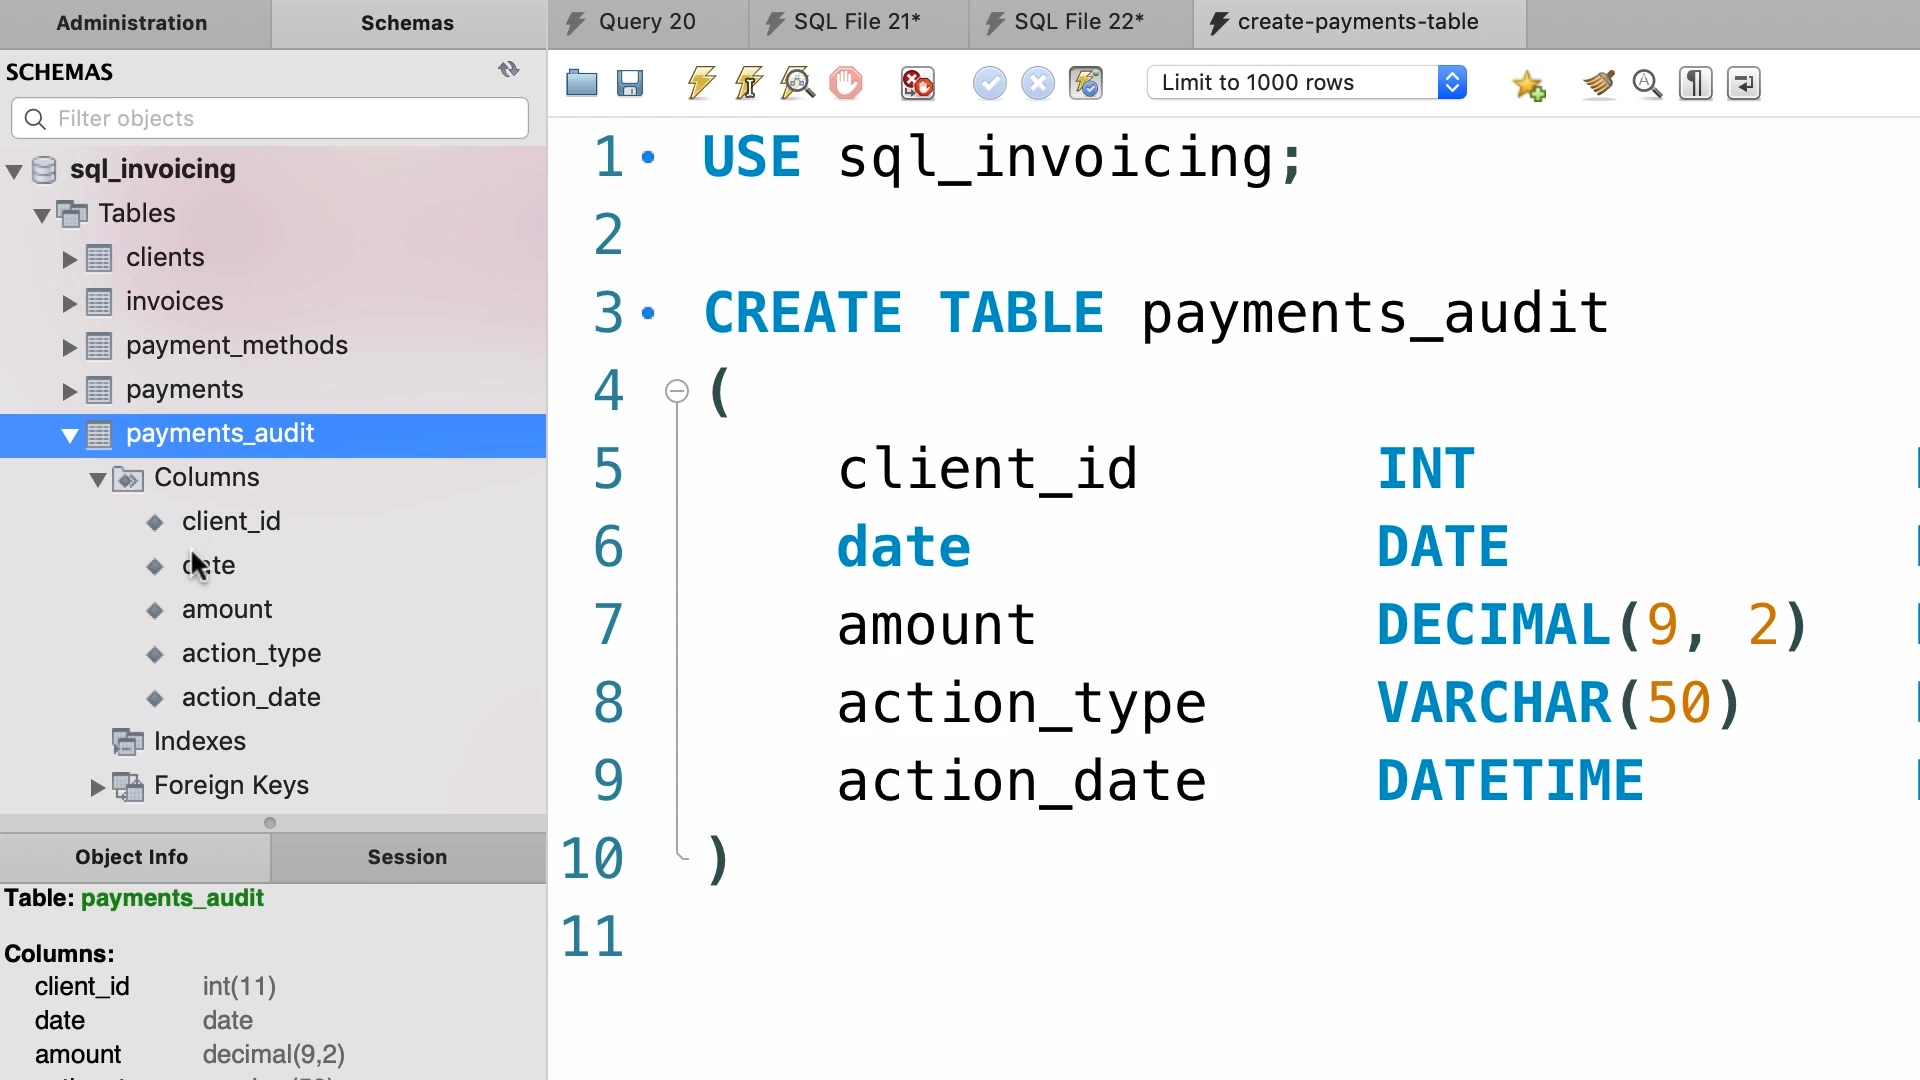 Administration
Schemas
Query 20
SQL File 21*
SQL File 22*
create-payments-table
SCHEMAS
Filter objects
Limit to 1000 rows
sql_invoicing
Tables
clients
invoices
payment_methods
payments
payments_audit
Columns
client_id
date
amount
action_type
action_date
Indexes
Foreign Keys
1 USE sql_invoicing;
2
3 CREATE TABLE payments_audit
4 (
5 client_id INT
6 date DATE
7 amount DECIMAL(9, 2)
8 action_type VARCHAR(50)
9 action_date DATETIME
10 )
11
Object Info
Session
Table: payments_audit
Columns:
client_id int(11)
date date
amount decimal(9,2)